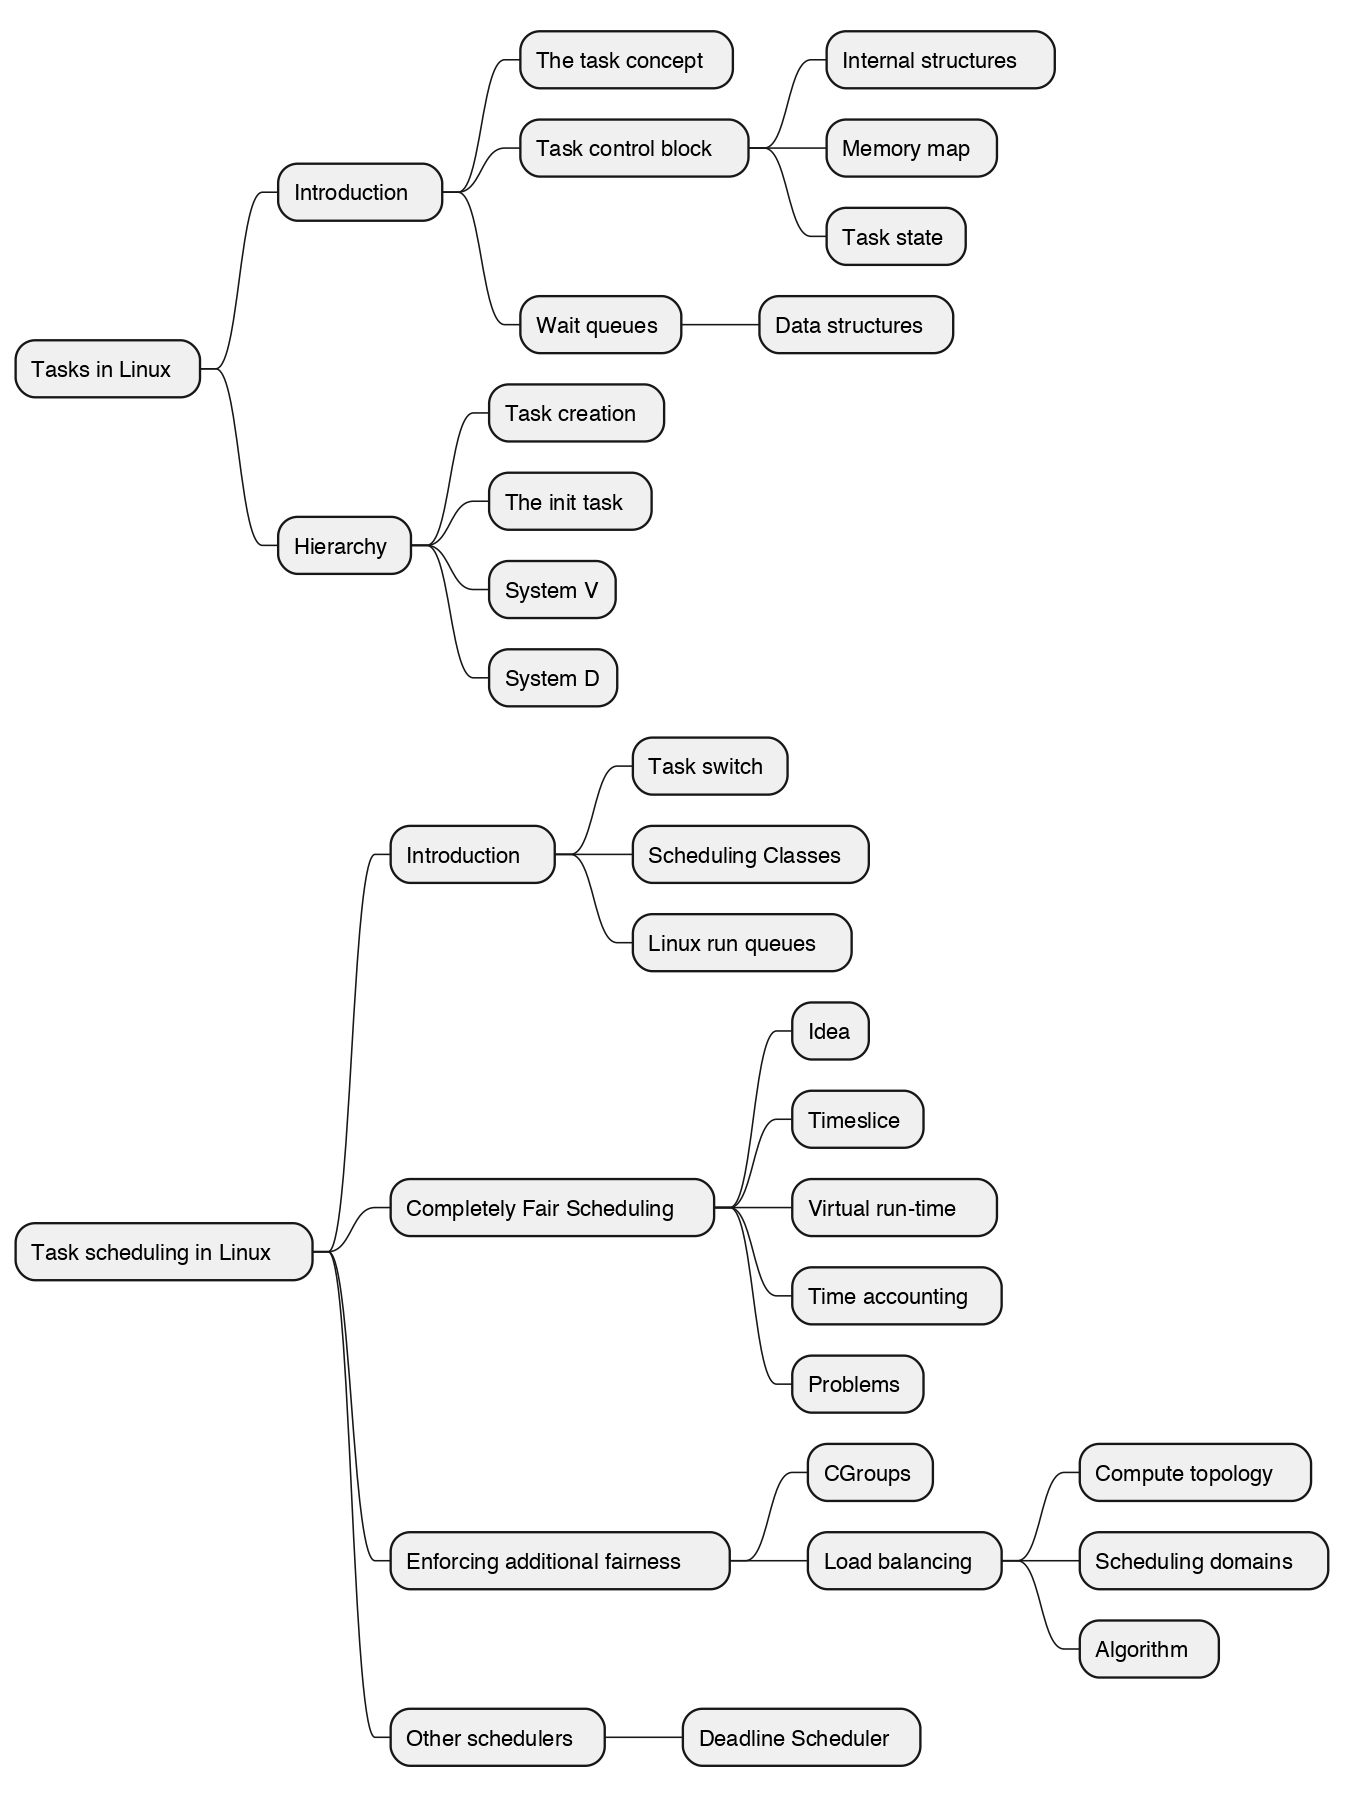 The task concept
Internal structures
Task control block
Memory map
Introduction
Task state
Wait queues
Data structures
Tasks in Linux
Task creation
The init task
Hierarchy
System V
System D
Task switch
Introduction
Scheduling Classes
Linux run queues
Idea
Timeslice
Completely Fair Scheduling
Virtual run-time
Task scheduling in Linux
Time accounting
Problems
CGroups
Compute topology
Enforcing additional fairness
Load balancing
Scheduling domains
Algorithm
Other schedulers
Deadline Scheduler